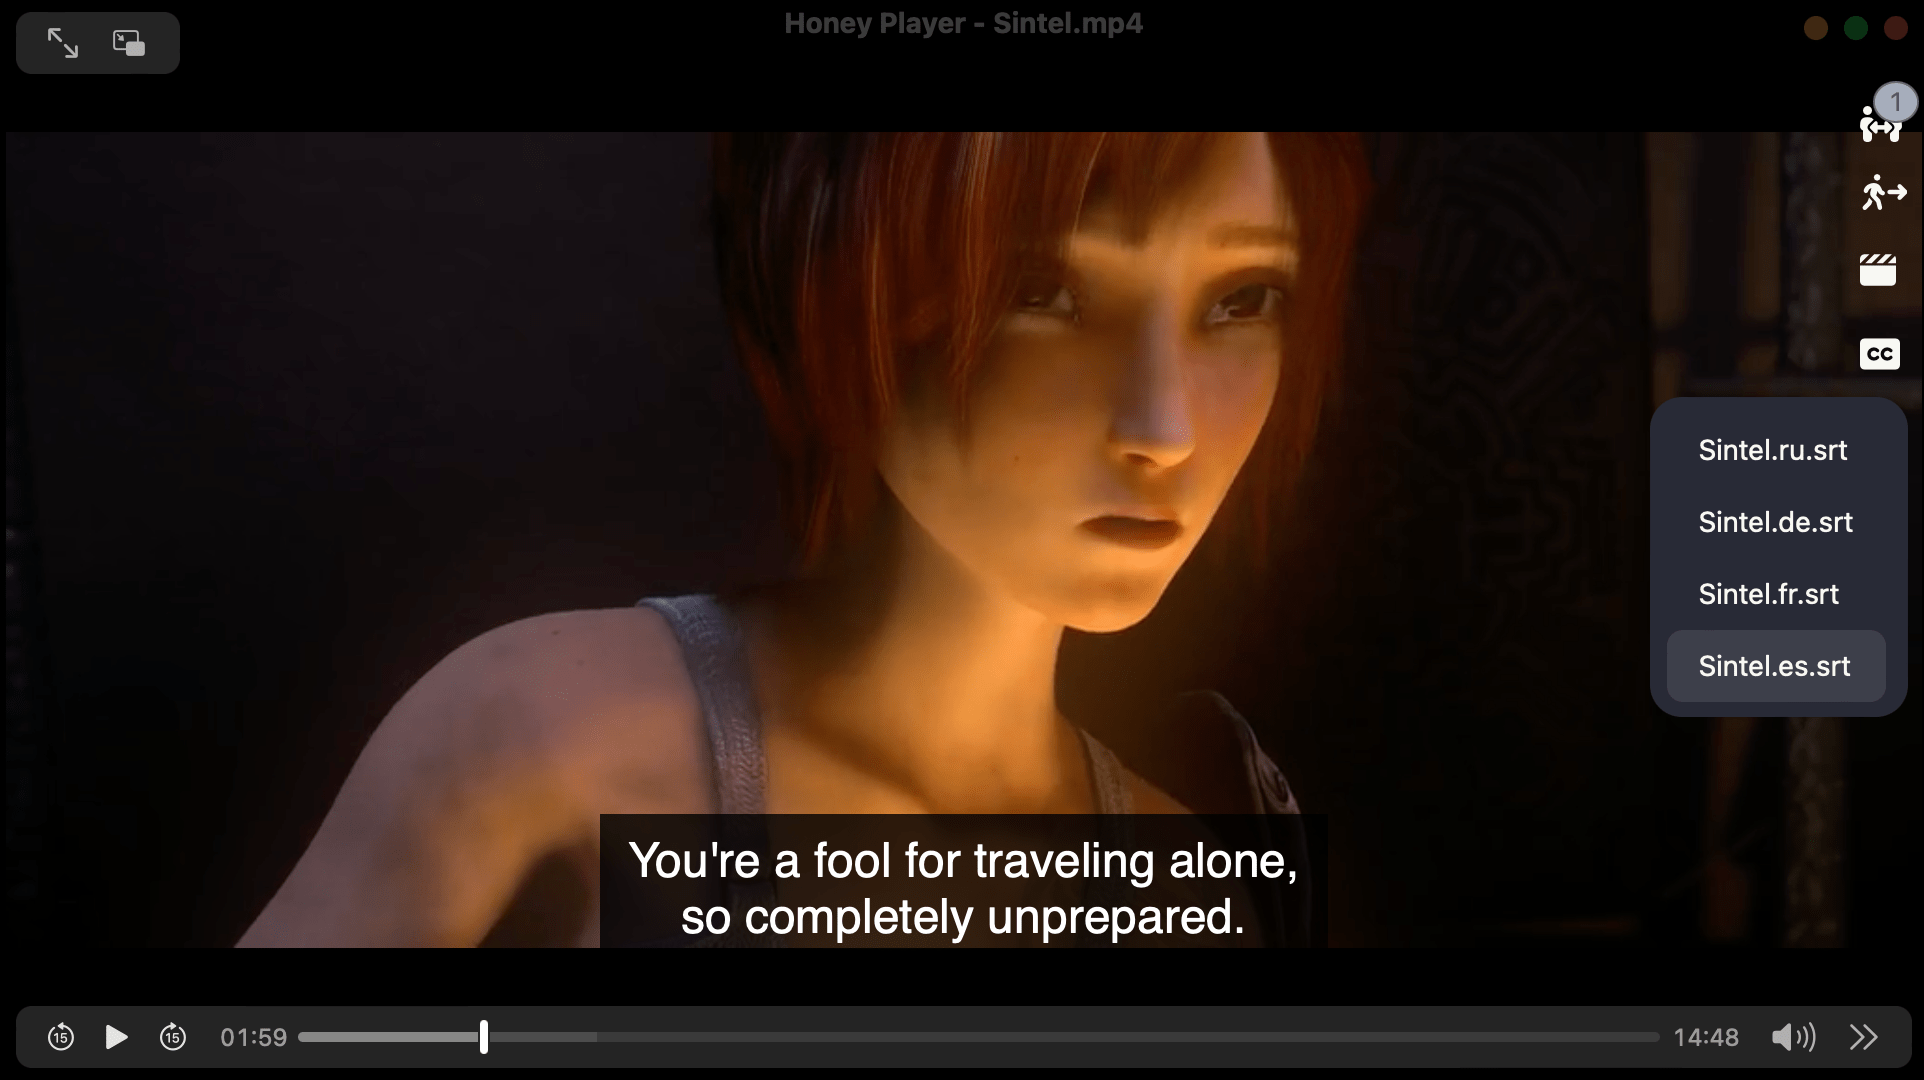 Honey Player - Sintel.mp4
1
CC
Sintel.ru.srt
Sintel.de.srt
Sintel.fr.srt
Sintel.es.srt
You're a fool for traveling alone,
so completely unprepared.
15
15
01:59
14:48